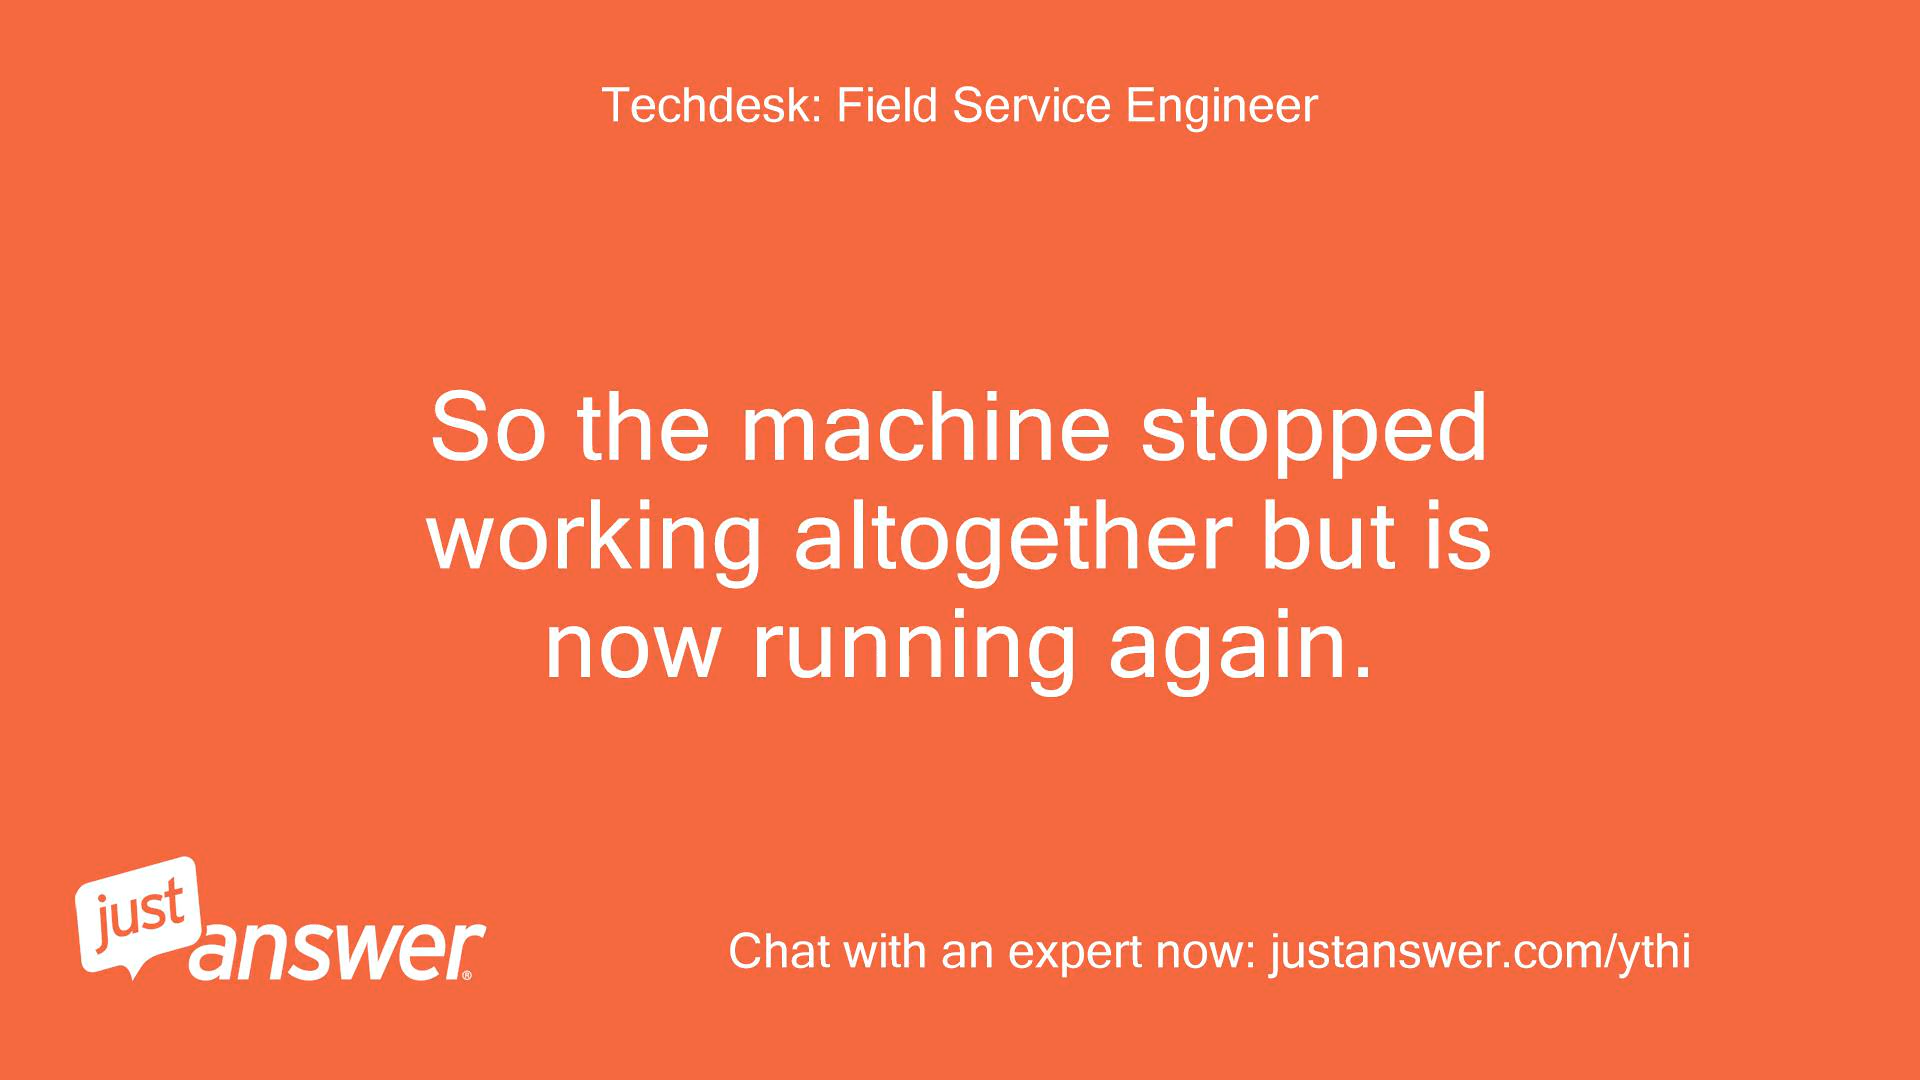 Techdesk: Field Service Engineer
So the machine stopped
working altogether but is
now running again.
just
answer®
Chat with an expert now: justanswer.com/ythi